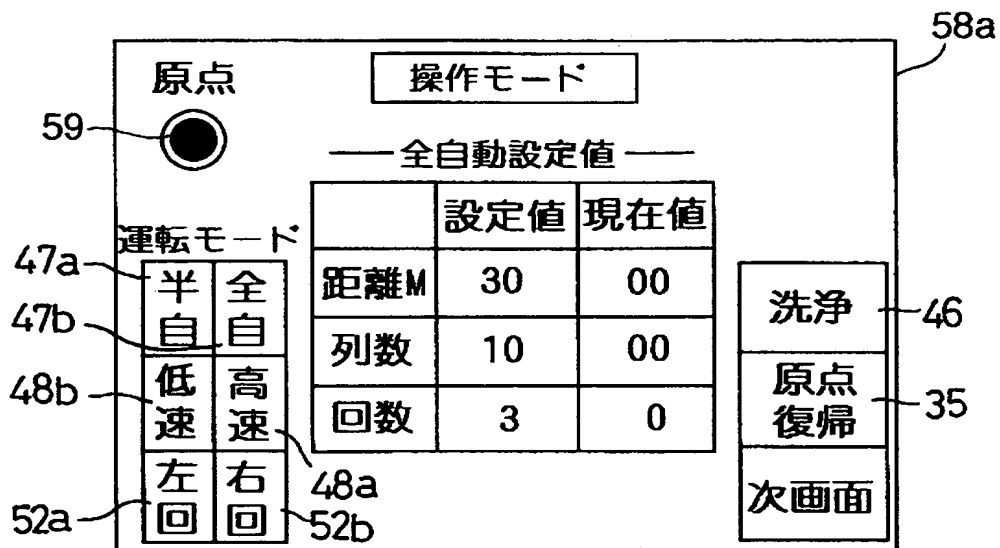 58a
原点
操作モード
59
全自動設定値
設定値 現在値
運転モード
47a
半自 全自
47b
距離M 30 00
洗浄
46
列数 10 00
48b
低速 高速
原点復帰
35
回数 3 0
48a
左回 右回
52a
52b
次画面